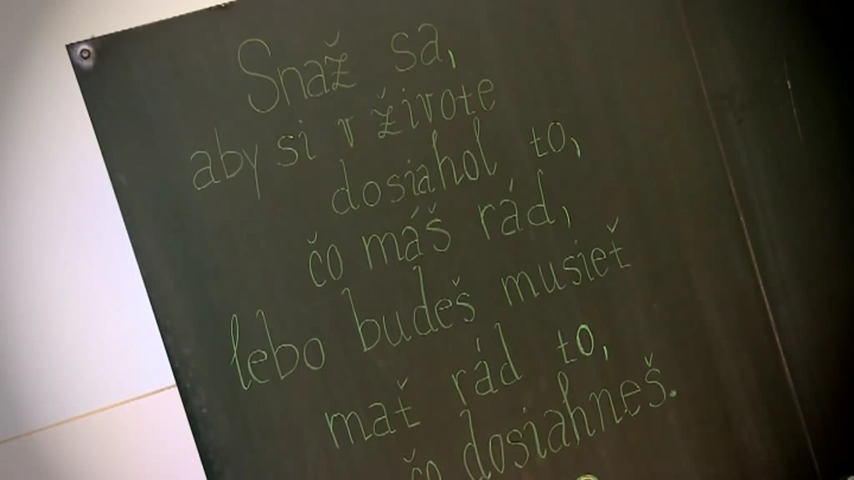 Snaž sa,
aby si v živote
dosiahol to,
čo máš rád,
lebo budeš musieť
mať rád to,
čo dosiahneš.